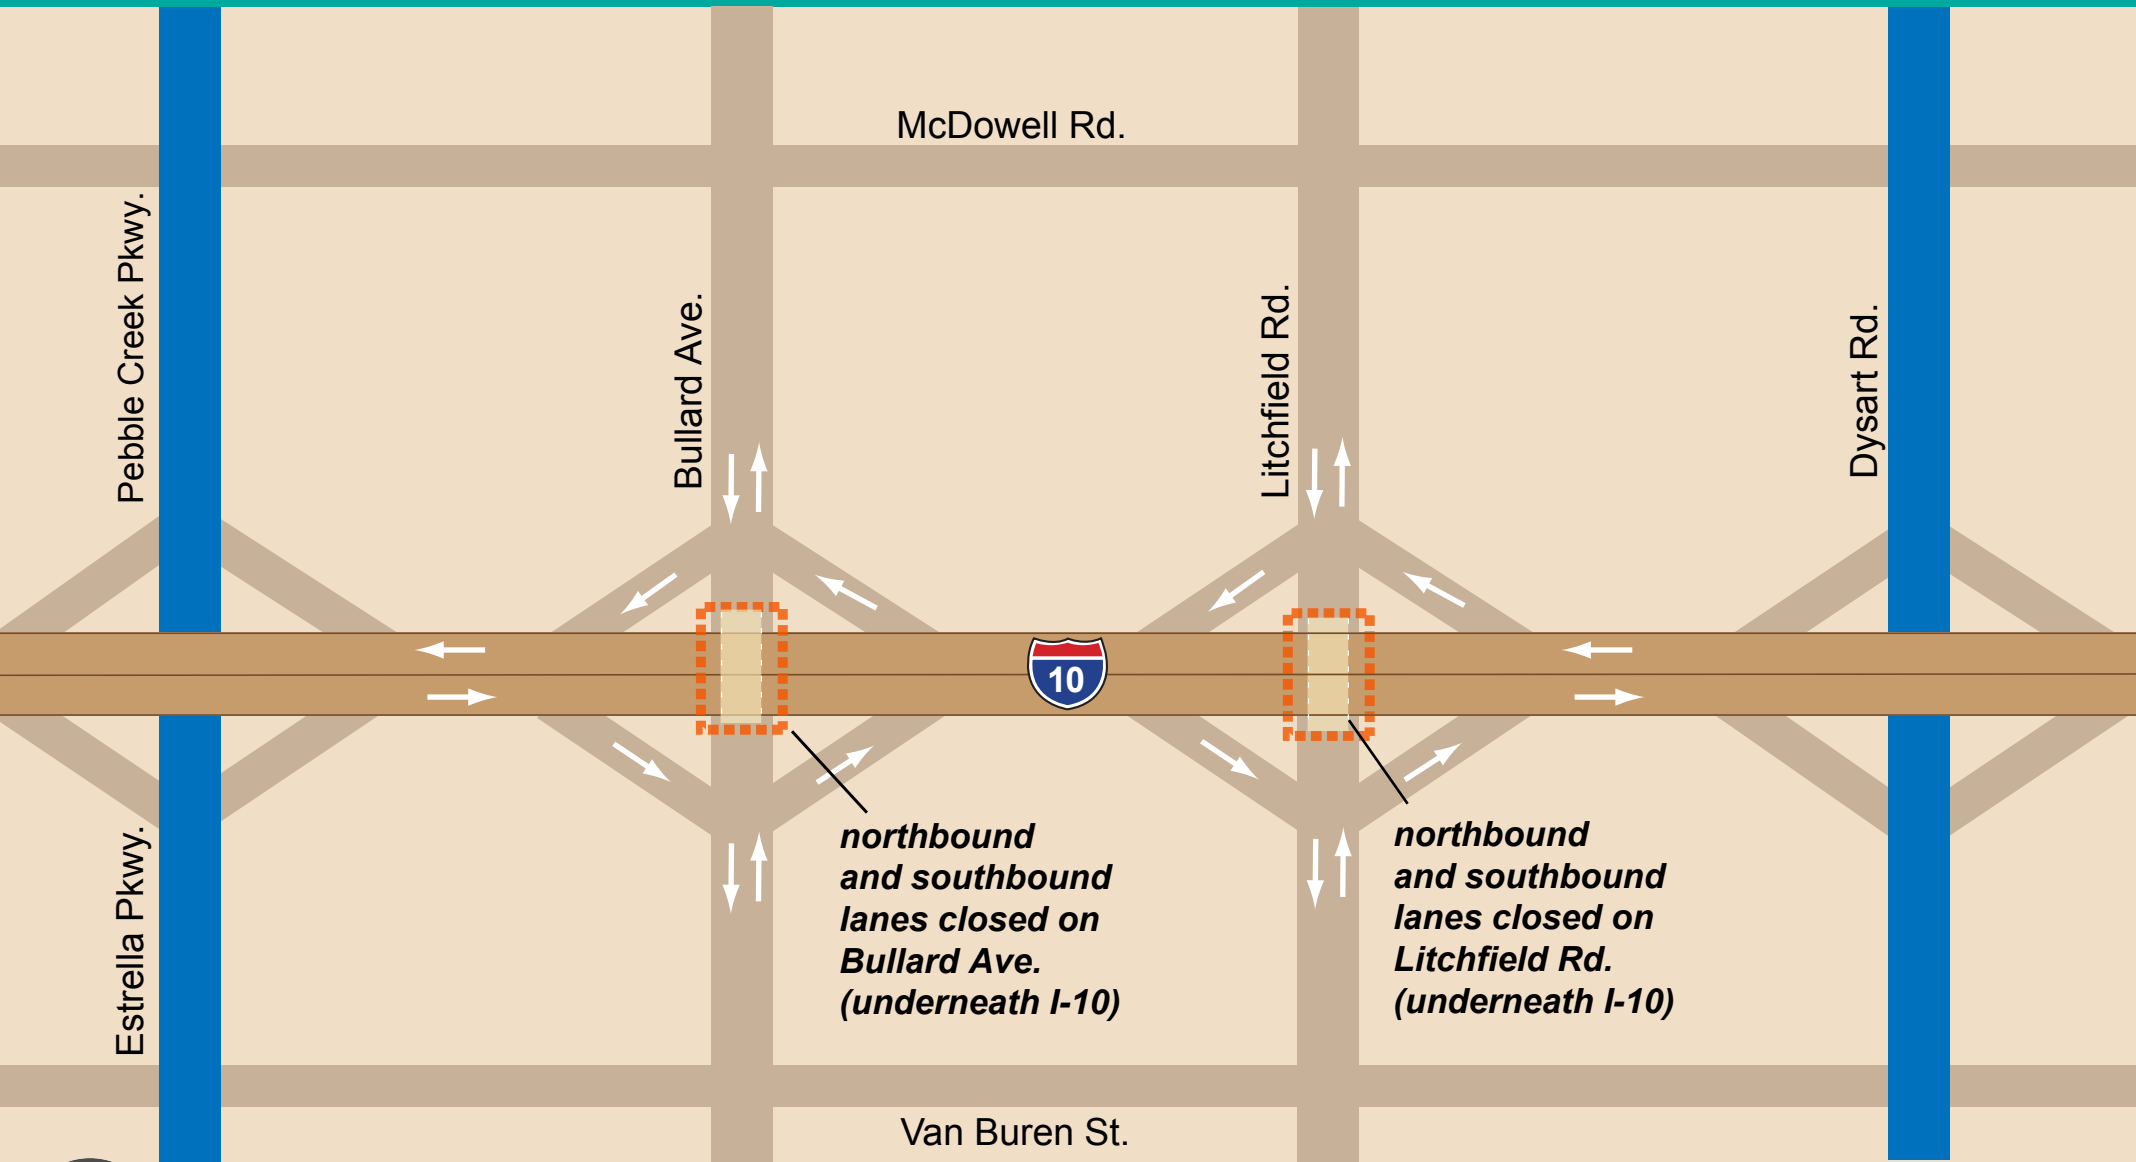 McDowell Rd.
Pebble Creek Pkwy.
Bullard Ave.
Litchfield Rd.
Dysart Rd.
10
northbound
and southbound
lanes closed on
Bullard Ave.
(underneath I-10)
northbound
and southbound
lanes closed on
Litchfield Rd.
(underneath I-10)
Estrella Pkwy.
Van Buren St.